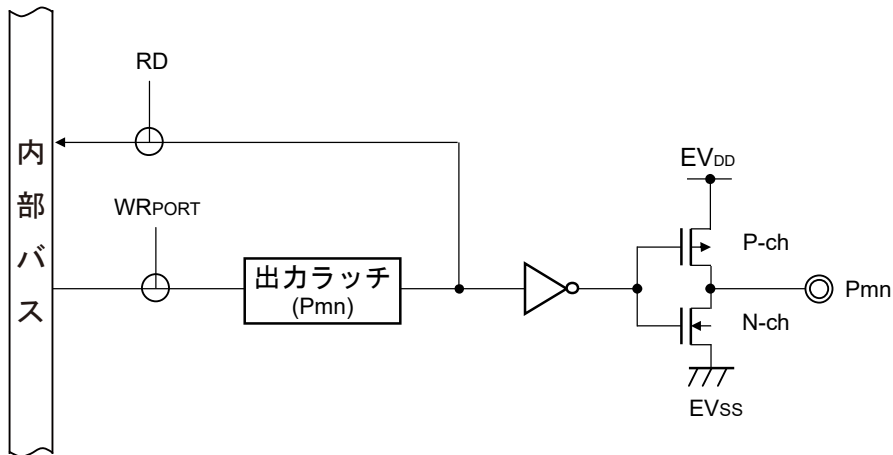 RD
内部バス
WRPORT
出力ラッチ
(Pmn)
EVDD
P-ch
N-ch
Pmn
EVSS